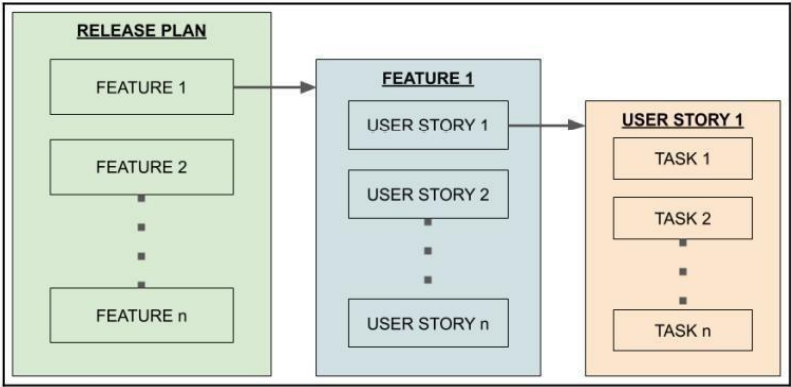 RELEASE PLAN
FEATURE 1
FEATURE 2
FEATURE n
FEATURE 1
USER STORY 1
USER STORY 2
USER STORY n
USER STORY 1
TASK 1
TASK 2
TASK n